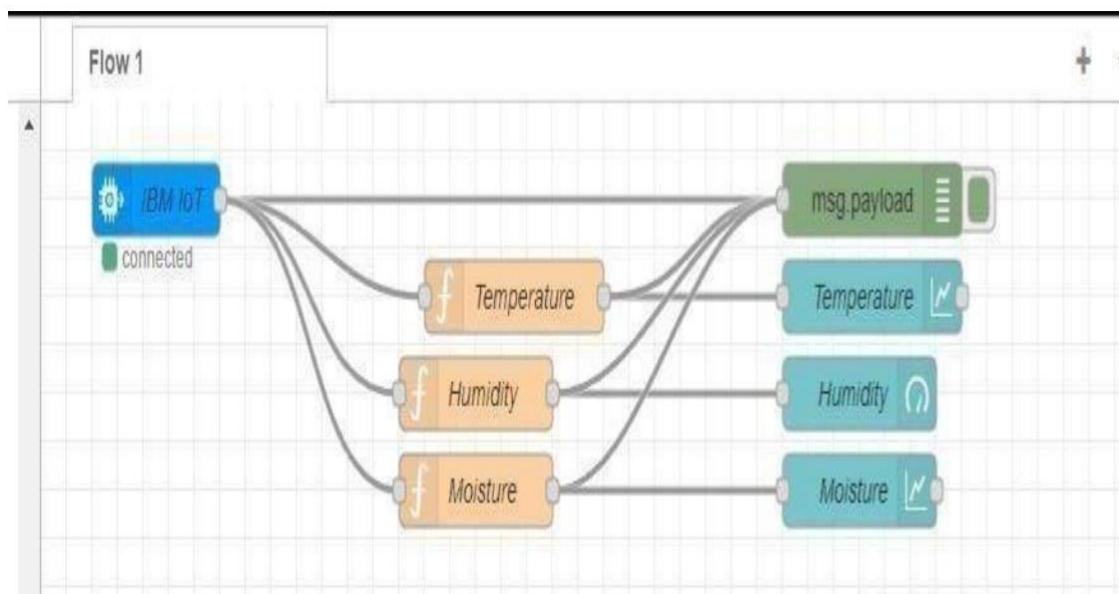 Flow 1
IBM IoT
connected
msg.payload
Temperature
Temperature
Humidity
Humidity
Moisture
Moisture